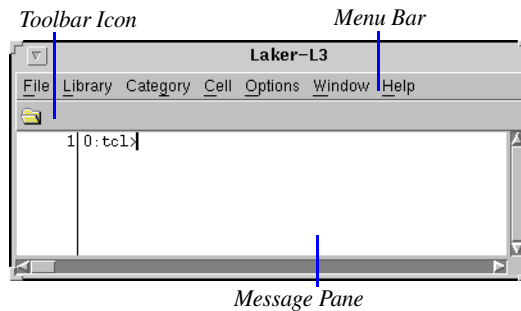 Toolbar Icon Menu Bar
Laker-L3
File Library Category Cell Options Window Help
1 0:tcl>
Message Pane